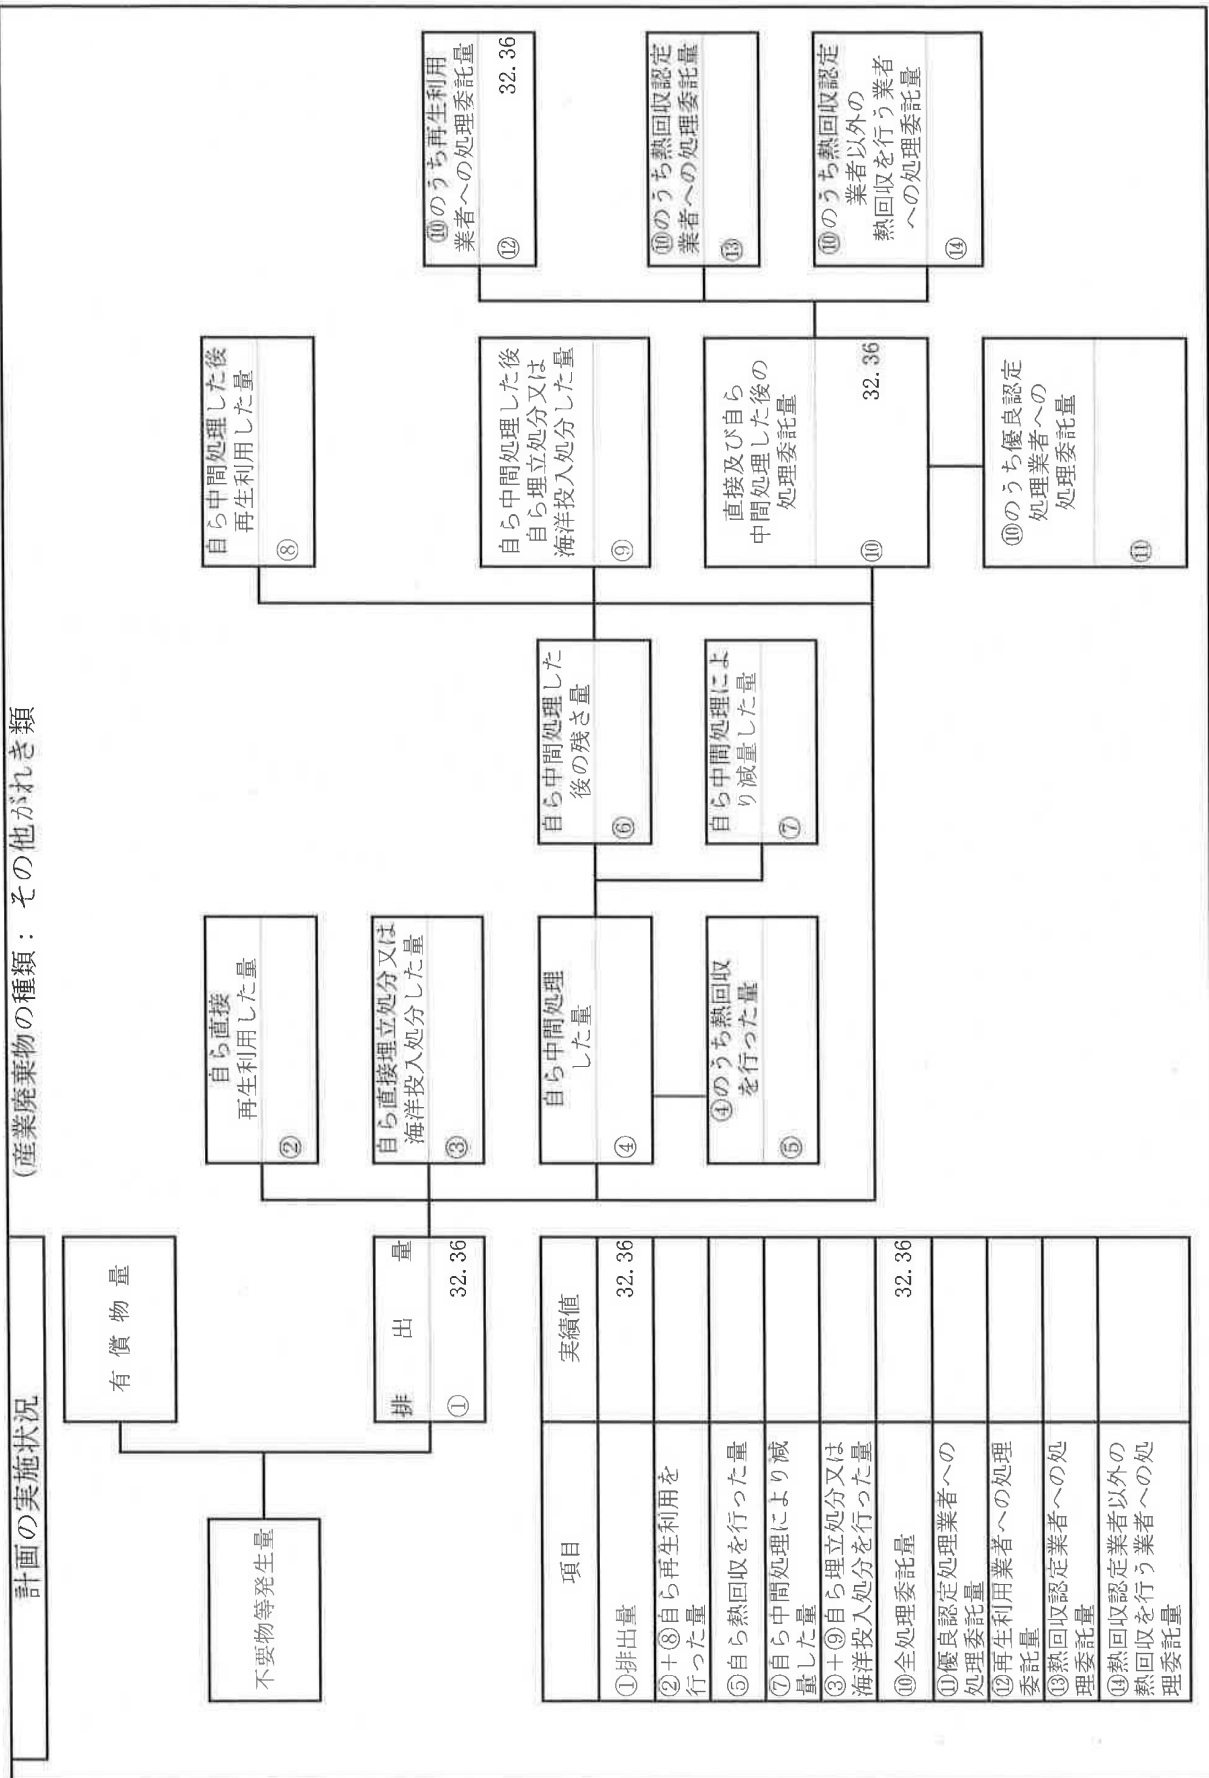 計画の実施状況
(産業廃棄物の種類： その他がれき類
不要物等発生量
有償物量
排出量
① 32.36
自ら直接
再生利用した量
②
自ら直接埋立処分又は
海洋投入処分した量
③
自ら中間処理
した量
④
④のうち熱回収
を行った量
⑤
自ら中間処理した
後の残さ量
⑥
自ら中間処理によ
り減量した量
⑦
自ら中間処理した後
再生利用した量
⑧
自ら中間処理した後
自ら埋立処分又は
海洋投入処分した量
⑨
直接及び自ら
中間処理した後の
処理委託量
⑩ 32.36
⑩のうち優良認定
処理業者への
処理委託量
⑪
⑩のうち再生利用
業者への処理委託量
⑫ 32.36
⑩のうち熱回収認定
業者への処理委託量
⑬
⑩のうち熱回収認定
業者以外の
熱回収を行う業者
への処理委託量
⑭
項目 実績値
①排出量 32.36
②＋⑧自ら再生利用を
行った量
⑤自ら熱回収を行った量
⑦自ら中間処理により減
量した量
③＋⑨自ら埋立処分又は
海洋投入処分を行った量
⑩全処理委託量 32.36
⑪優良認定処理業者への
処理委託量
⑫再生利用業者への処理
委託量
⑬熱回収認定業者への処
理委託量
⑭熱回収認定業者以外の
熱回収を行う業者への処
理委託量